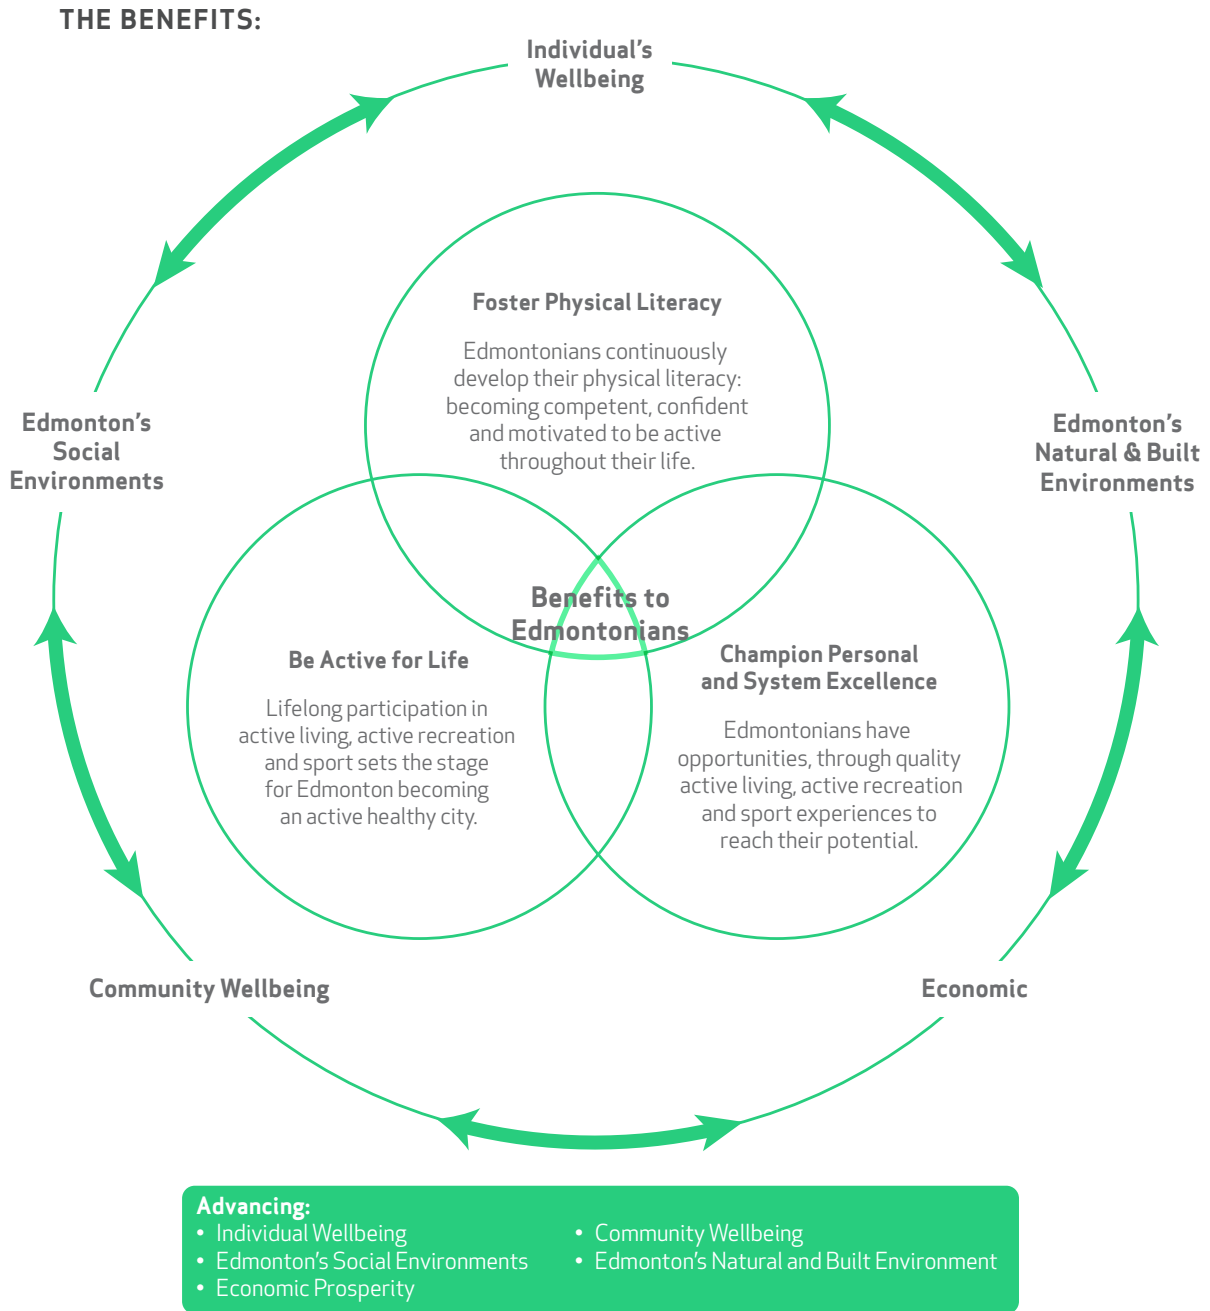 THE BENEFITS:
Individual's
Wellbeing
Foster Physical Literacy
Edmontonians continuously
develop their physical literacy:
becoming competent, confident
and motivated to be active
throughout their life.
Edmonton's
Social
Environments
Edmonton's
Natural & Built
Environments
Benefits to
Edmontonians
Be Active for Life
Lifelong participation in
active living, active recreation
and sport sets the stage
for Edmonton becoming
an active healthy city.
Champion Personal
and System Excellence
Edmontonians have
opportunities, through quality
active living, active recreation
and sport experiences to
reach their potential.
Community Wellbeing
Economic
Advancing:
• Individual Wellbeing
• Edmonton's Social Environments
• Economic Prosperity
• Community Wellbeing
• Edmonton's Natural and Built Environment